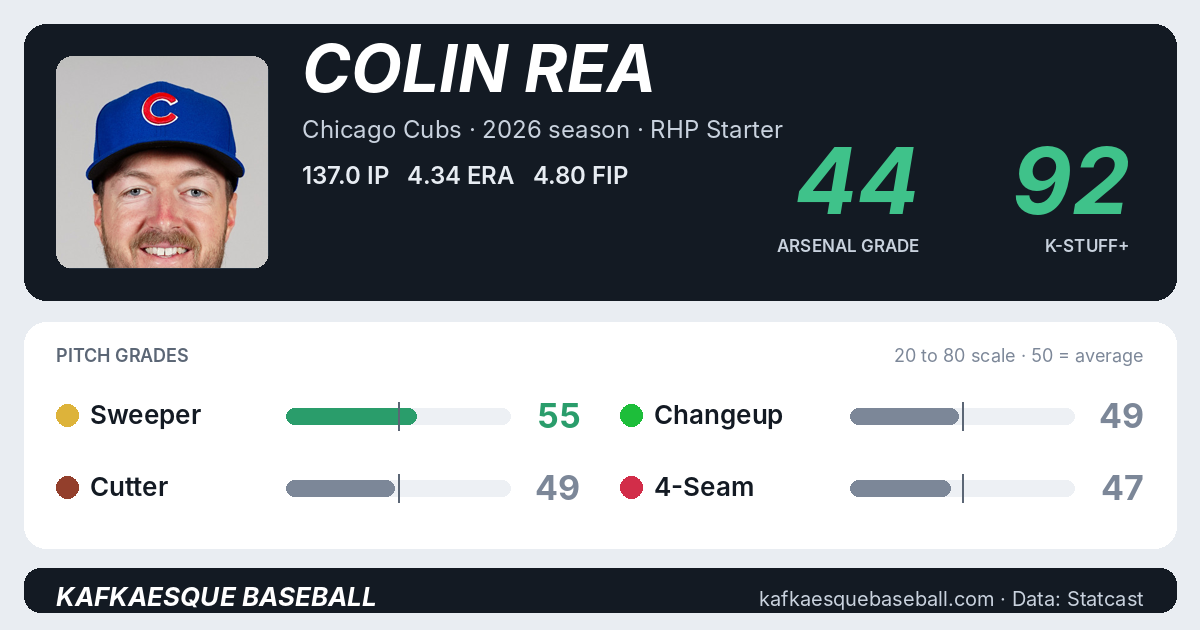 COLIN REA
Chicago Cubs · 2026 season · RHP Starter
137.0 IP 4.34 ERA 4.80 FIP
44 92
ARSENAL GRADE K-STUFF+
C
PITCH GRADES 20 to 80 scale · 50 = average
Sweeper 55 Changeup 49
Cutter 49 4-Seam 47
KAFKAESQUE BASEBALL kafkaesquebaseball.com · Data: Statcast